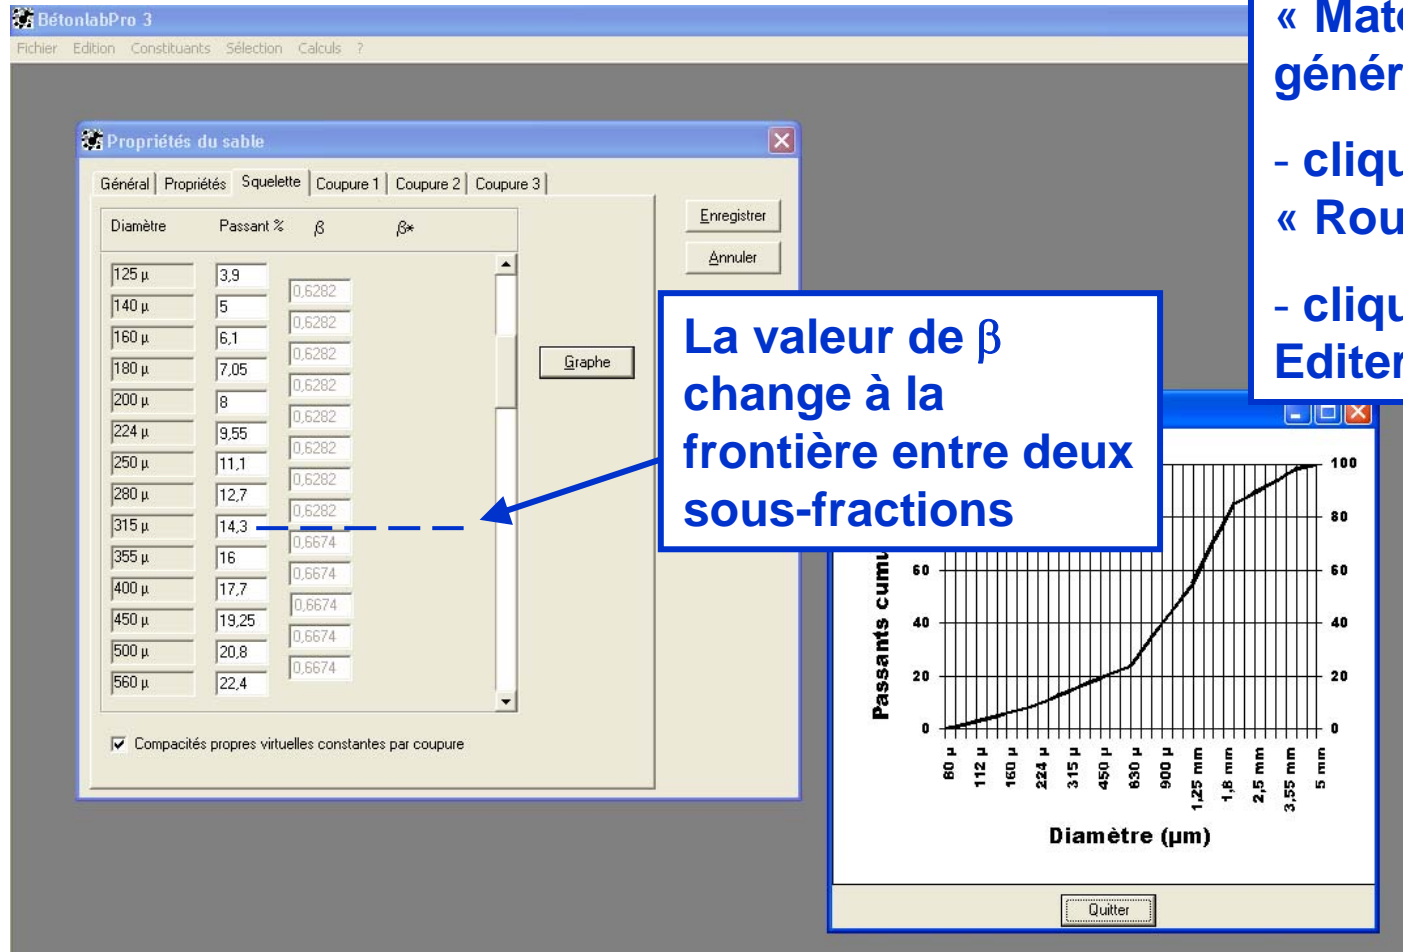 BétonlabPro 3
Fichier Edition Constituants Sélection Calculs ?
Propriétés du sable
Général Propriétés Squelette Coupure 1 Coupure 2 Coupure 3
Diamètre Passant % β β*
125 µ 3,9
0,6282
140 µ 5
0,6282
160 µ 6,1
0,6282
180 µ 7,05
0,6282
200 µ 8
0,6282
224 µ 9,55
0,6282
250 µ 11,1
0,6282
280 µ 12,7
0,6282
315 µ 14,3
0,6674
355 µ 16
0,6674
400 µ 17,7
0,6674
450 µ 19,25
0,6674
500 µ 20,8
0,6674
560 µ 22,4
Compacités propres virtuelles constantes par coupure
Graphe
Enregistrer
Annuler
La valeur de β
change à la
frontière entre deux
sous-fractions
«
- 
«
- 
Editer
100
80
60 60
40 40
20 20
0 0
Passants
80 µ 112 µ 160 µ 224 µ 315 µ 450 µ 630 µ 900 µ 1,25 mm 1,8 mm 2,5 mm 3,55 mm 5 mm
Diamètre (µm)
Quitter